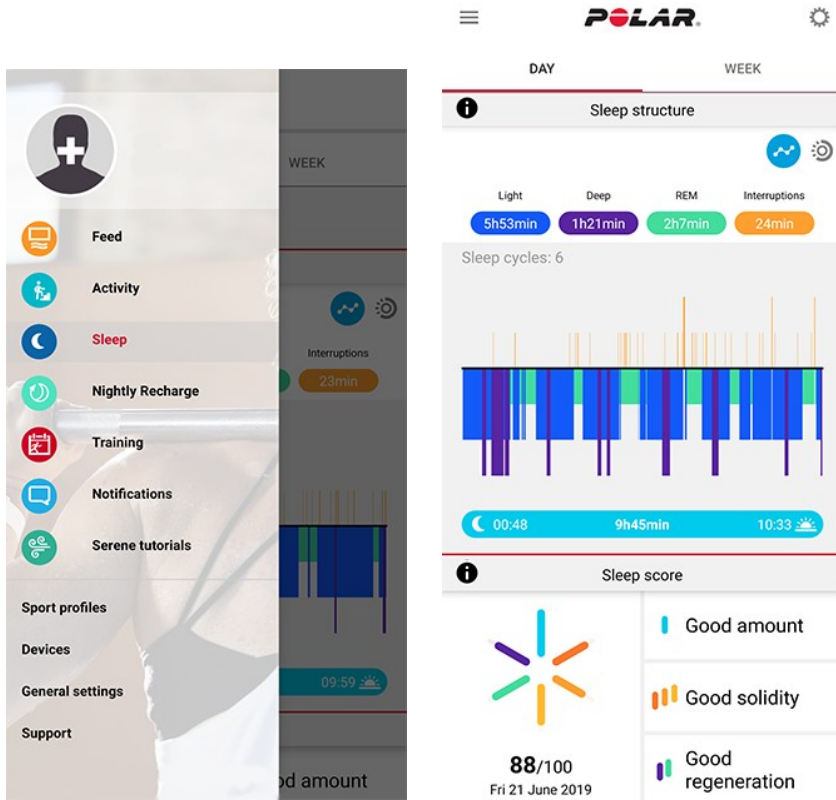 WEEK
Interruptions
23min
09:59
od amount
Feed
Activity
Sleep
Nightly Recharge
Training
Notifications
Serene tutorials
Sport profiles
Devices
General settings
Support
POLAR.
DAY WEEK
Sleep structure
Light Deep REM Interruptions
5h53min 1h21min 2h7min 24min
Sleep cycles: 6
00:48 9h45min 10:33
Sleep score
Good amount
Good solidity
Good
regeneration
88/100
Fri 21 June 2019